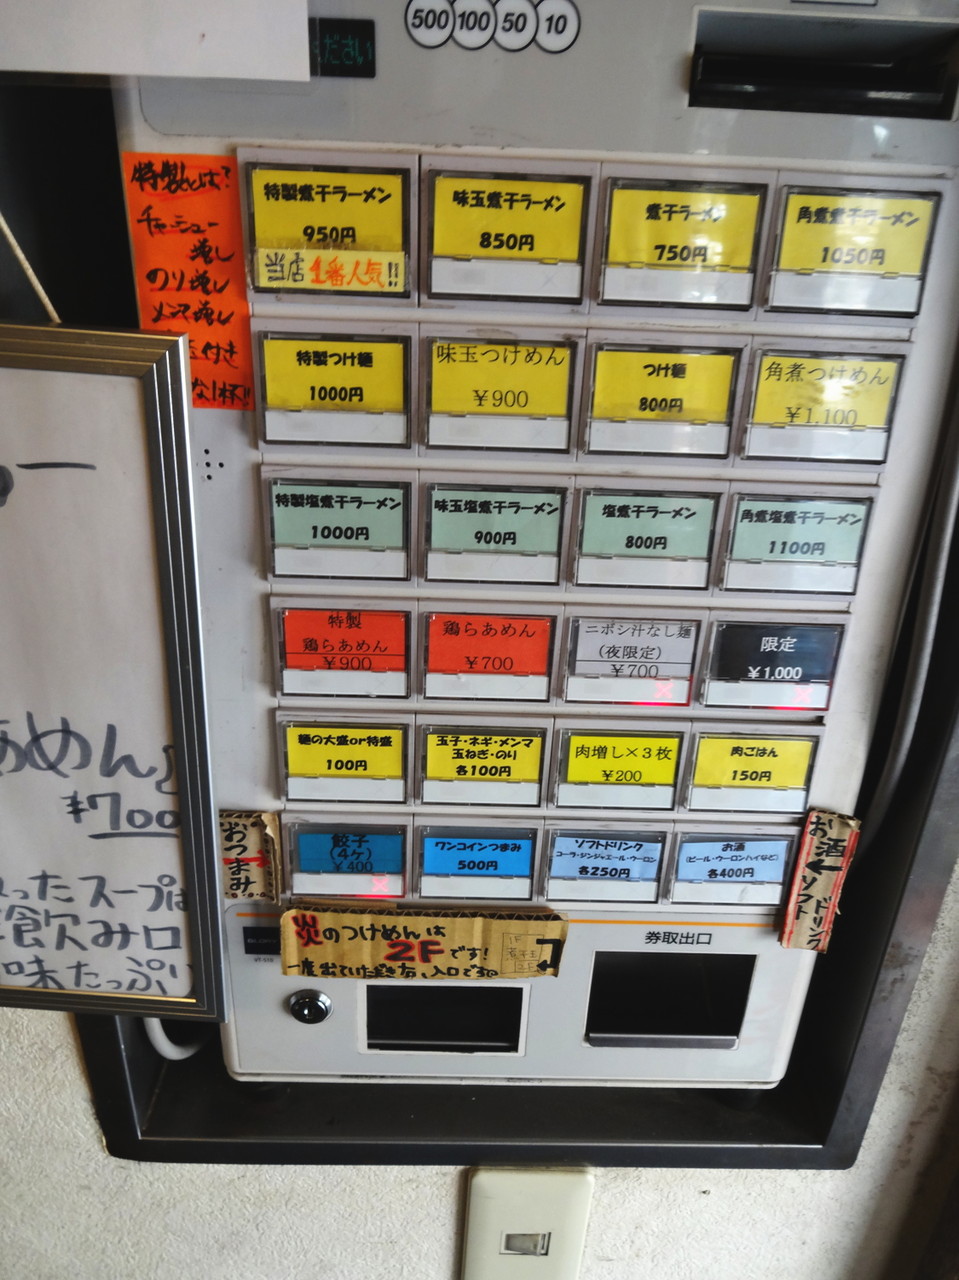 500 100 50 10
ださい
特製とは?
チャーシュー
増し
のり増し
メンマ増し
付き
な1杯!!
特製煮干ラーメン
950円
当店1番人気!!
味玉煮干ラーメン
850円
煮干ラーメン
750円
角煮煮干ラーメン
1050円
特製つけ麺
1000円
味玉つけめん
¥900
つけ麺
800円
角煮つけめん
¥1,100
特製塩煮干ラーメン
1000円
味玉塩煮干ラーメン
900円
塩煮干ラーメン
800円
角煮塩煮干ラーメン
1100円
特製
鶏らあめん
¥900
鶏らあめん
¥700
ニボシ汁なし麺
(夜限定)
¥700
限定
¥1,000
麺の大盛or特盛
100円
玉子・ネギ・メンマ
玉ねぎ・のり
各100円
肉増し×3枚
¥200
肉ごはん
150円
おつまみ
餃子
(4ヶ)
¥400
ワンコインつまみ
500円
ソフトドリンク
コーラ・ジンジャエール・ウーロン
各250円
お酒
(ビール・ウーロンハイなど)
各400円
お酒
ソフトドリンク
炎のつけめんは
2Fです!
券取出口
あめん
¥700
ったスープは
食飲み口
味たっぷり